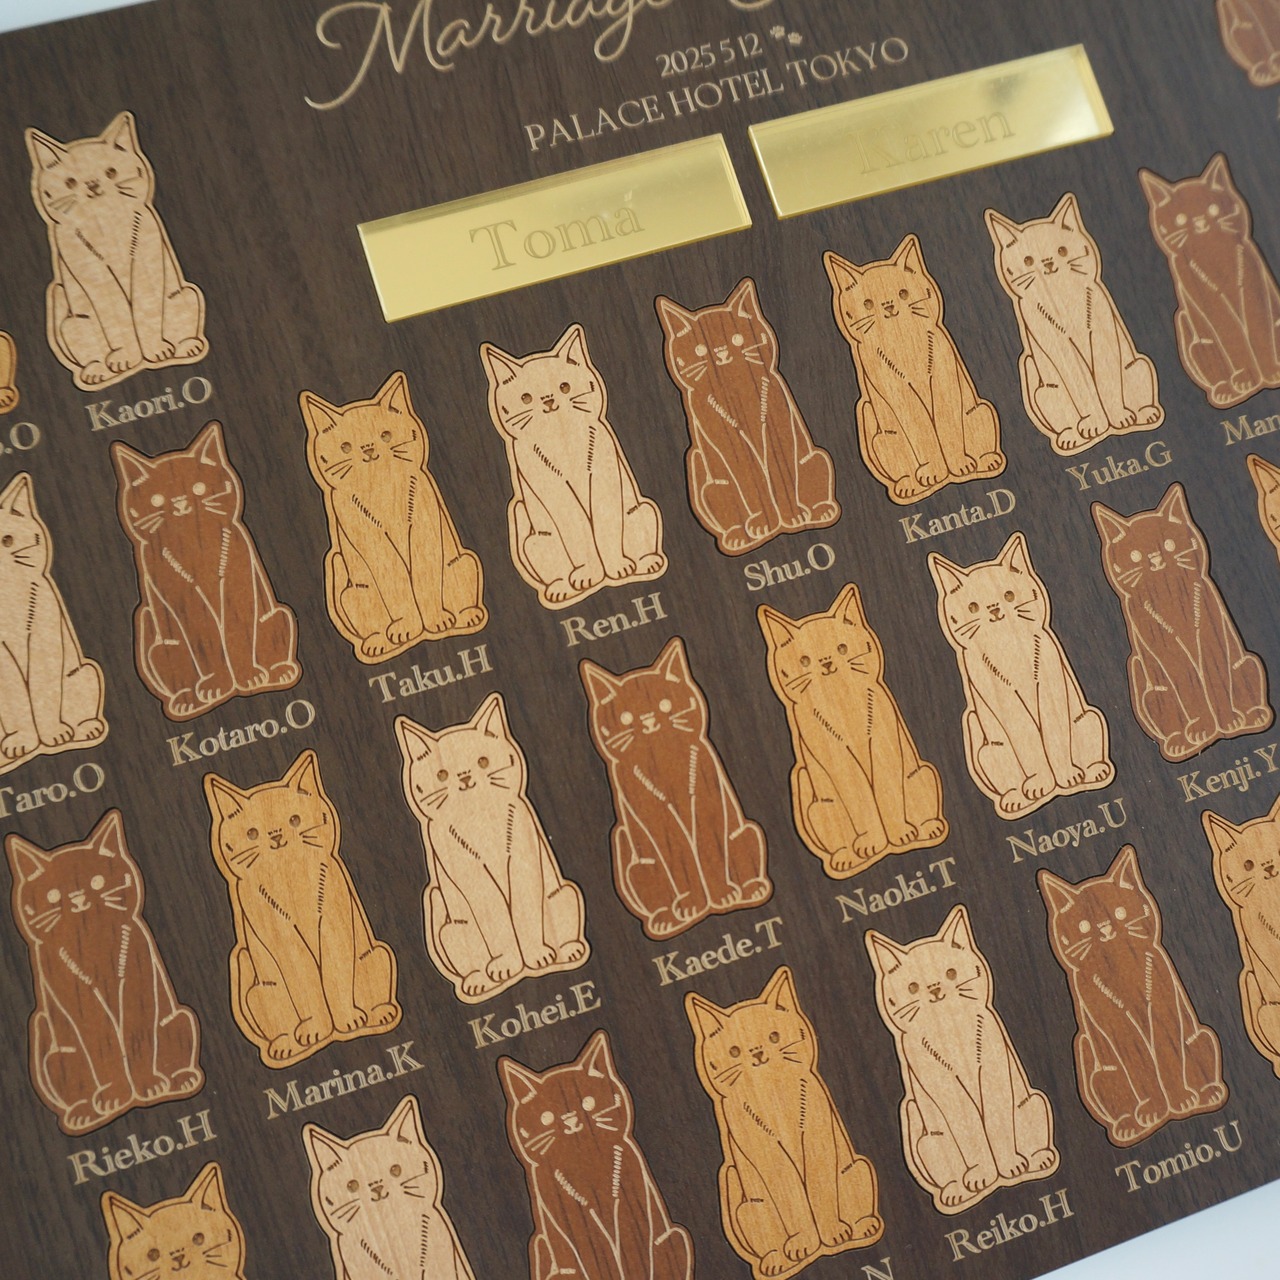 Marriage
2025 5 12
PALACE HOTEL TOKYO
Toma
Karen
Kaori.O
Kotaro.O
Taku.H
Ren.H
Shu.O
Kanta.D
Yuka.G
Taro.O
Rieko.H
Marina.K
Kohei.E
Kaede.T
Naoki.T
Naoya.U
Kenji.Y
Reiko.H
Tomio.U